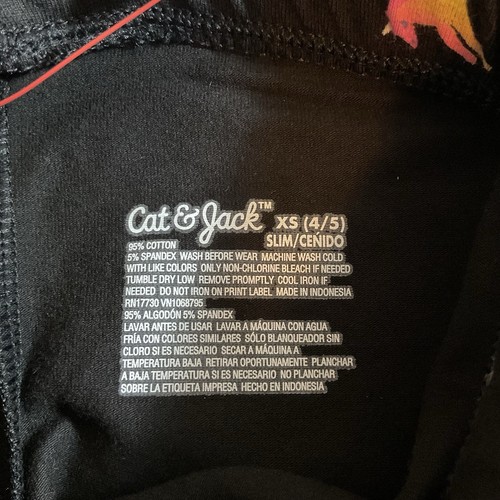 Cat & Jack™ XS (4/5)
95% COTTON SLIM/CEÑIDO
5% SPANDEX WASH BEFORE WEAR MACHINE WASH COLD
WITH LIKE COLORS ONLY NON-CHLORINE BLEACH IF NEEDED
TUMBLE DRY LOW REMOVE PROMPTLY COOL IRON IF
NEEDED DO NOT IRON ON PRINT LABEL MADE IN INDONESIA
RN17730 VN1068795
95% ALGODÓN 5% SPANDEX
LAVAR ANTES DE USAR LAVAR A MÁQUINA CON AGUA
FRÍA CON COLORES SIMILARES SÓLO BLANQUEADOR SIN
CLORO SI ES NECESARIO SECAR A MÁQUINA A
TEMPERATURA BAJA RETIRAR OPORTUNAMENTE PLANCHAR
A BAJA TEMPERATURA SI ES NECESARIO NO PLANCHAR
SOBRE LA ETIQUETA IMPRESA HECHO EN INDONESIA